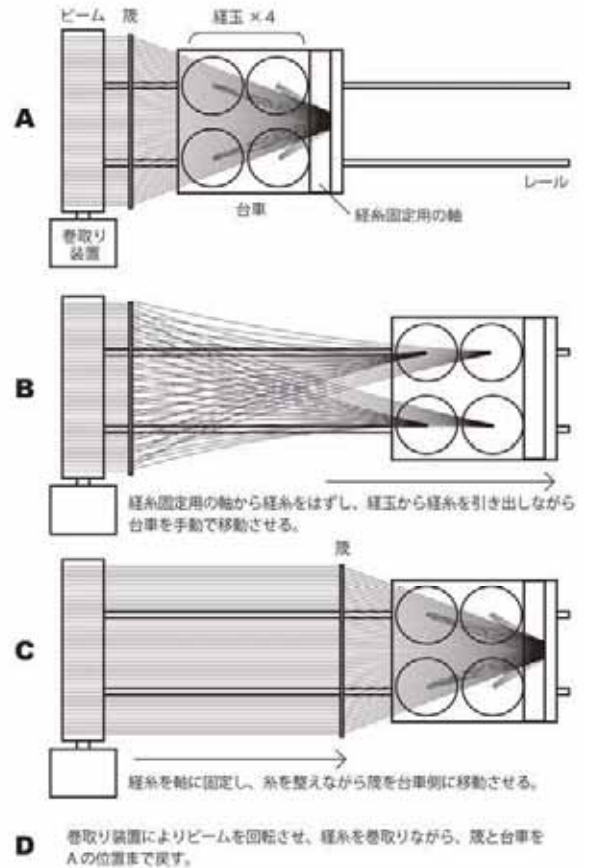 ビーム 筬 経玉×4
A
レール
台車
経糸固定用の軸
巻取り
装置
B
経糸固定用の軸から経糸をはずし、経玉から経糸を引き出しながら
台車を手動で移動させる。
筬
C
経糸を軸に固定し、糸を整えながら筬を台車側に移動させる。
D
巻取り装置によりビームを回転させ、経糸を巻取りながら、筬と台車を
Aの位置まで戻す。